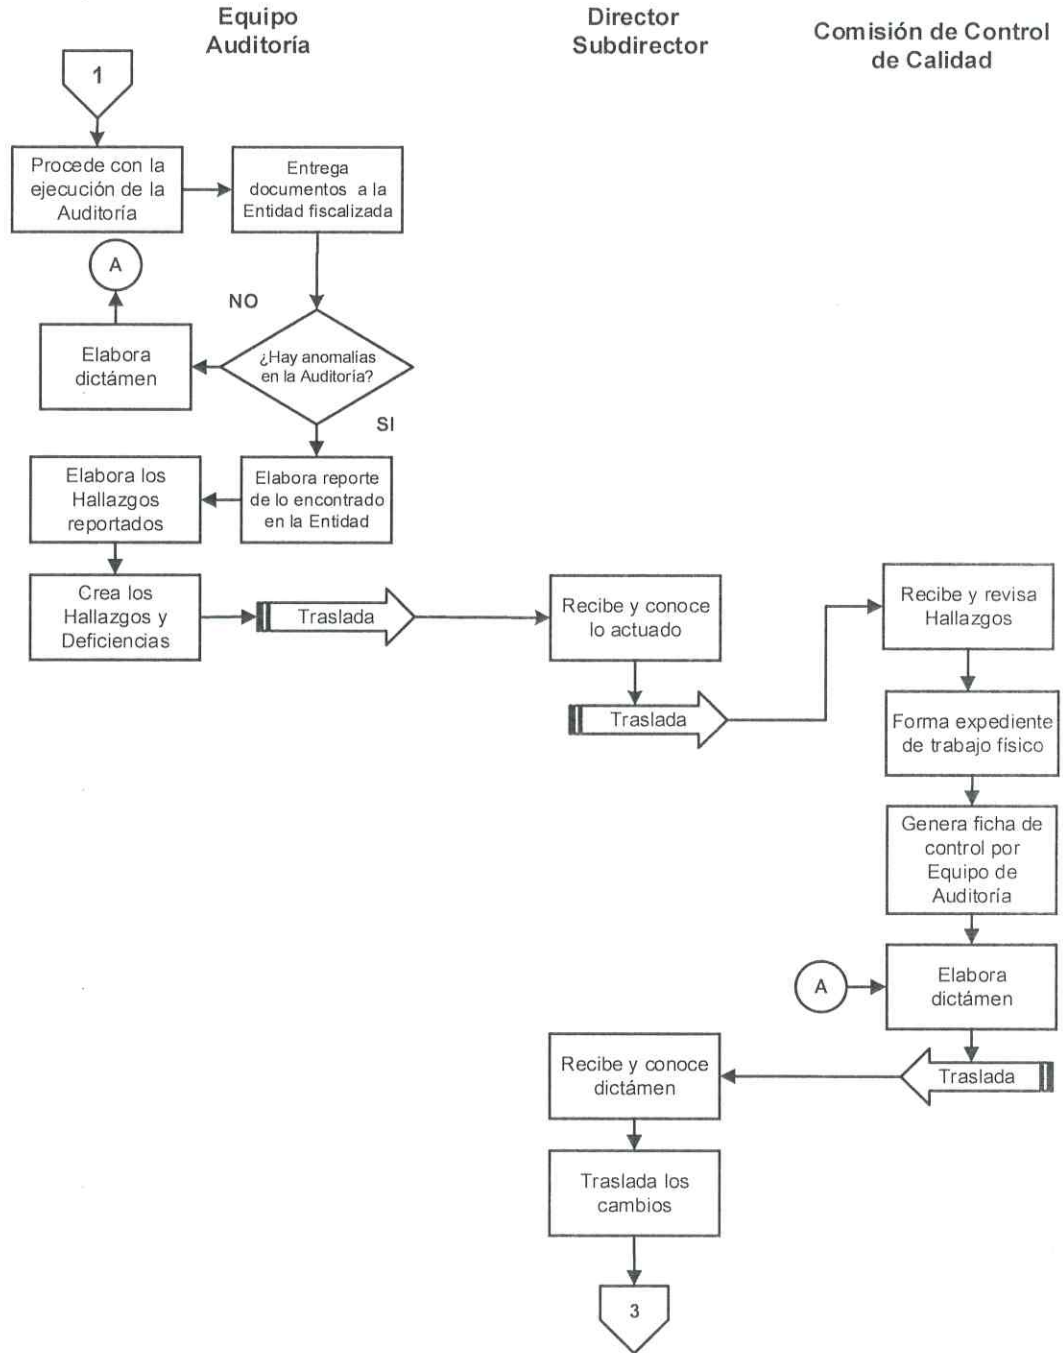 Equipo
Auditoría
Director
Subdirector
Comisión de Control
de Calidad
1
Procede con la
ejecución de la
Auditoría
Entrega
documentos a la
Entidad fiscalizada
A
NO
Elabora
dictámen
¿Hay anomalías
en la Auditoría?
SI
Elabora los
Hallazgos
reportados
Elabora reporte
de lo encontrado
en la Entidad
Crea los
Hallazgos y
Deficiencias
Traslada
Recibe y conoce
lo actuado
Recibe y revisa
Hallazgos
Traslada
Forma expediente
de trabajo físico
Genera ficha de
control por
Equipo de
Auditoría
A
Elabora
dictámen
Recibe y conoce
dictámen
Traslada
Traslada los
cambios
3